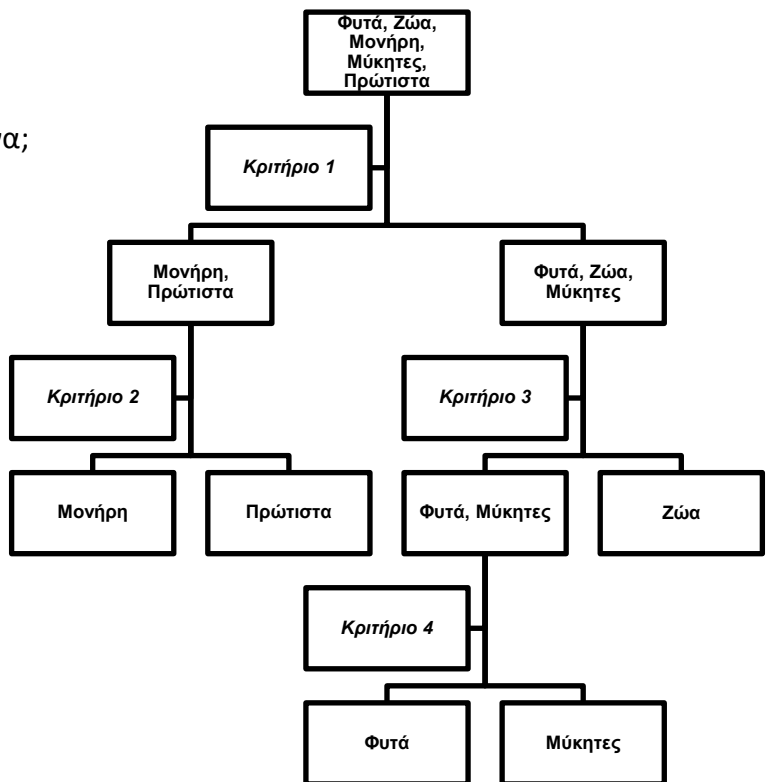 Φυτά, Ζώα,
Μονήρη,
Μύκητες,
Πρώτιστα
Κριτήριο 1
Μονήρη,
Πρώτιστα
Φυτά, Ζώα,
Μύκητες
Κριτήριο 2
Κριτήριο 3
Μονήρη
Πρώτιστα
Φυτά, Μύκητες
Ζώα
Κριτήριο 4
Φυτά
Μύκητες